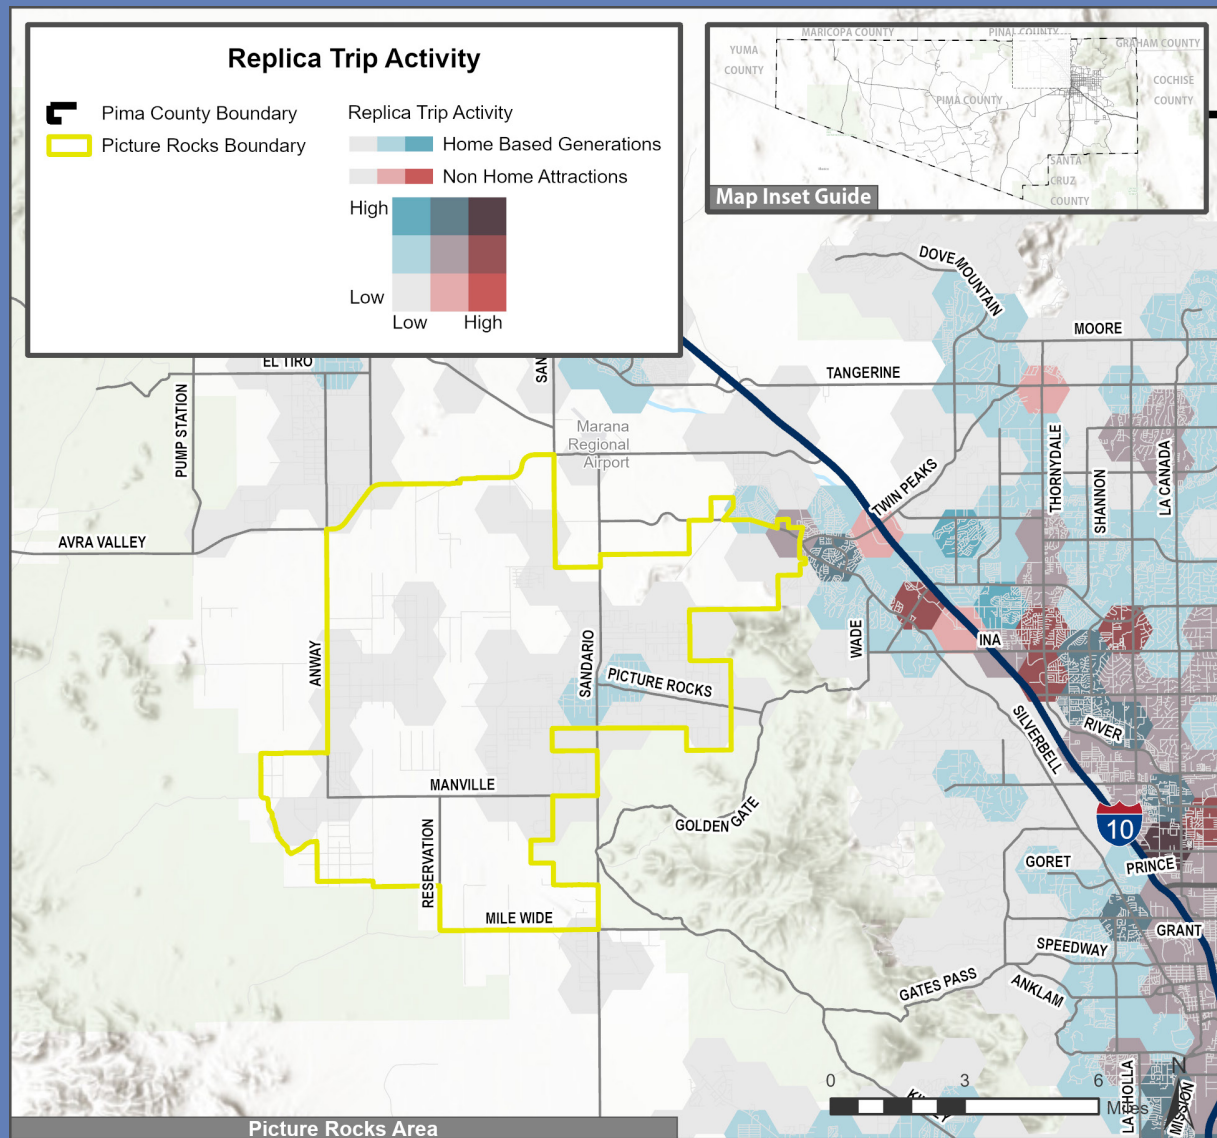 Replica Trip Activity
Pima County Boundary
Picture Rocks Boundary
Replica Trip Activity
Home Based Generations
Non Home Attractions
High
Low
Low
High
MARICOPA COUNTY
PINAL COUNTY
GRAHAM COUNTY
YUMA
COUNTY
COCHISE
COUNTY
PIMA COUNTY
SANTA
CRUZ
COUNTY
Map Inset Guide
DOVE MOUNTAIN
MOORE
TANGERINE
EL TIRO
SAN
PUMP STATION
Marana
Regional
Airport
TWIN PEAKS
THORNYDALE
SHANNON
LA CANADA
AVRA VALLEY
ANWAY
SANDARIO
PICTURE ROCKS
WADE
INA
SILVERBELL
RIVER
MANVILLE
GOLDEN GATE
10
RESERVATION
GORET
PRINCE
MILE WIDE
GRANT
SPEEDWAY
GATES PASS
ANKLAM
LA CHOLLA
N
MISSION
0
3
6
Miles
Picture Rocks Area